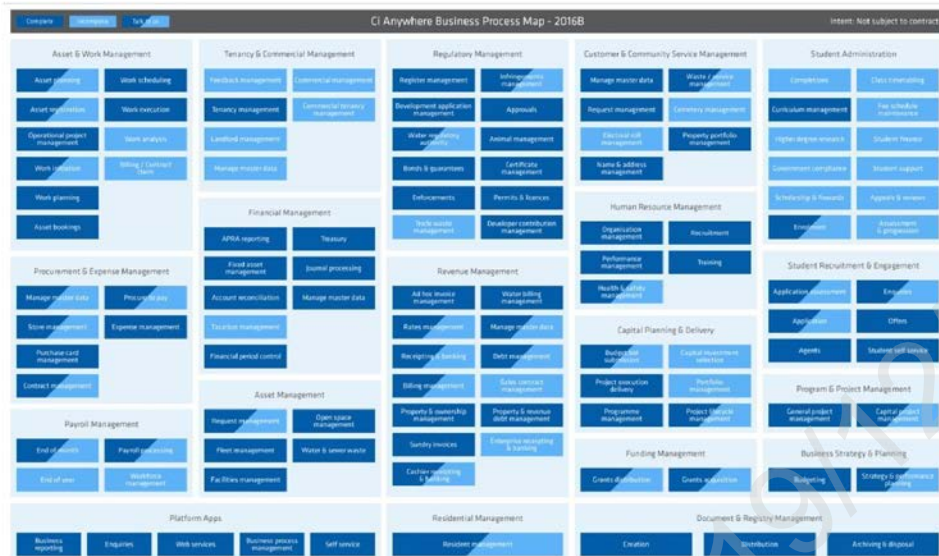 Complete
Incomplete
Talk to us
Ci Anywhere Business Process Map - 2016B
Intent: Not subject to contract
Asset & Work Management
Asset planning
Work scheduling
Asset registration
Work execution
Operational project
management
Work analysis
Work initiation
Billing / Contract
claim
Work planning
Asset bookings
Procurement & Expense Management
Manage master data
Procure to pay
Store management
Expense management
Purchase card
management
Contract management
Payroll Management
End of month
Payroll processing
End of year
Workforce
management
Tenancy & Commercial Management
Feedback management
Commercial management
Tenancy management
Commercial tenancy
management
Landlord management
Manage master data
Financial Management
APRA reporting
Treasury
Fixed asset
management
Journal processing
Account reconciliation
Manage master data
Taxation management
Financial period control
Asset Management
Request management
Open space
management
Fleet management
Water & sewer waste
Facilities management
Regulatory Management
Register management
Infringements
management
Development application
management
Approvals
Water regulatory
authority
Animal management
Bonds & guarantees
Certificate
management
Enforcements
Permits & licences
Trade waste
management
Developer contribution
management
Revenue Management
Ad hoc invoice
management
Water billing
management
Rates management
Manage master data
Receipting & banking
Debt management
Billing management
Sales contract
management
Property & ownership
management
Property & revenue
debt management
Sundry invoices
Enterprise receipting
& banking
Cashier receipting
& banking
Customer & Community Service Management
Manage master data
Waste / service
management
Request management
Cemetery management
Electoral roll
management
Property portfolio
management
Name & address
management
Human Resource Management
Organisation
management
Recruitment
Performance
management
Training
Health & safety
management
Capital Planning & Delivery
Budget bid
submission
Capital investment
selection
Project execution
delivery
Portfolio
management
Programme
management
Project lifecycle
management
Funding Management
Grants distribution
Grants acquisition
Student Administration
Completions
Class timetabling
Curriculum management
Fee schedule
maintenance
Higher degree research
Student finance
Government compliance
Student support
Scholarship & Rewards
Appeals & reviews
Enrolment
Assessment
& progression
Student Recruitment & Engagement
Application assessment
Enquiries
Application
Offers
Agents
Student self service
Program & Project Management
General project
management
Capital project
management
Business Strategy & Planning
Budgeting
Strategy & performance
planning
Platform Apps
Business
reporting
Enquiries
Web services
Business process
management
Self service
Residential Management
Resident management
Document & Registry Management
Creation
Distribution
Archiving & disposal